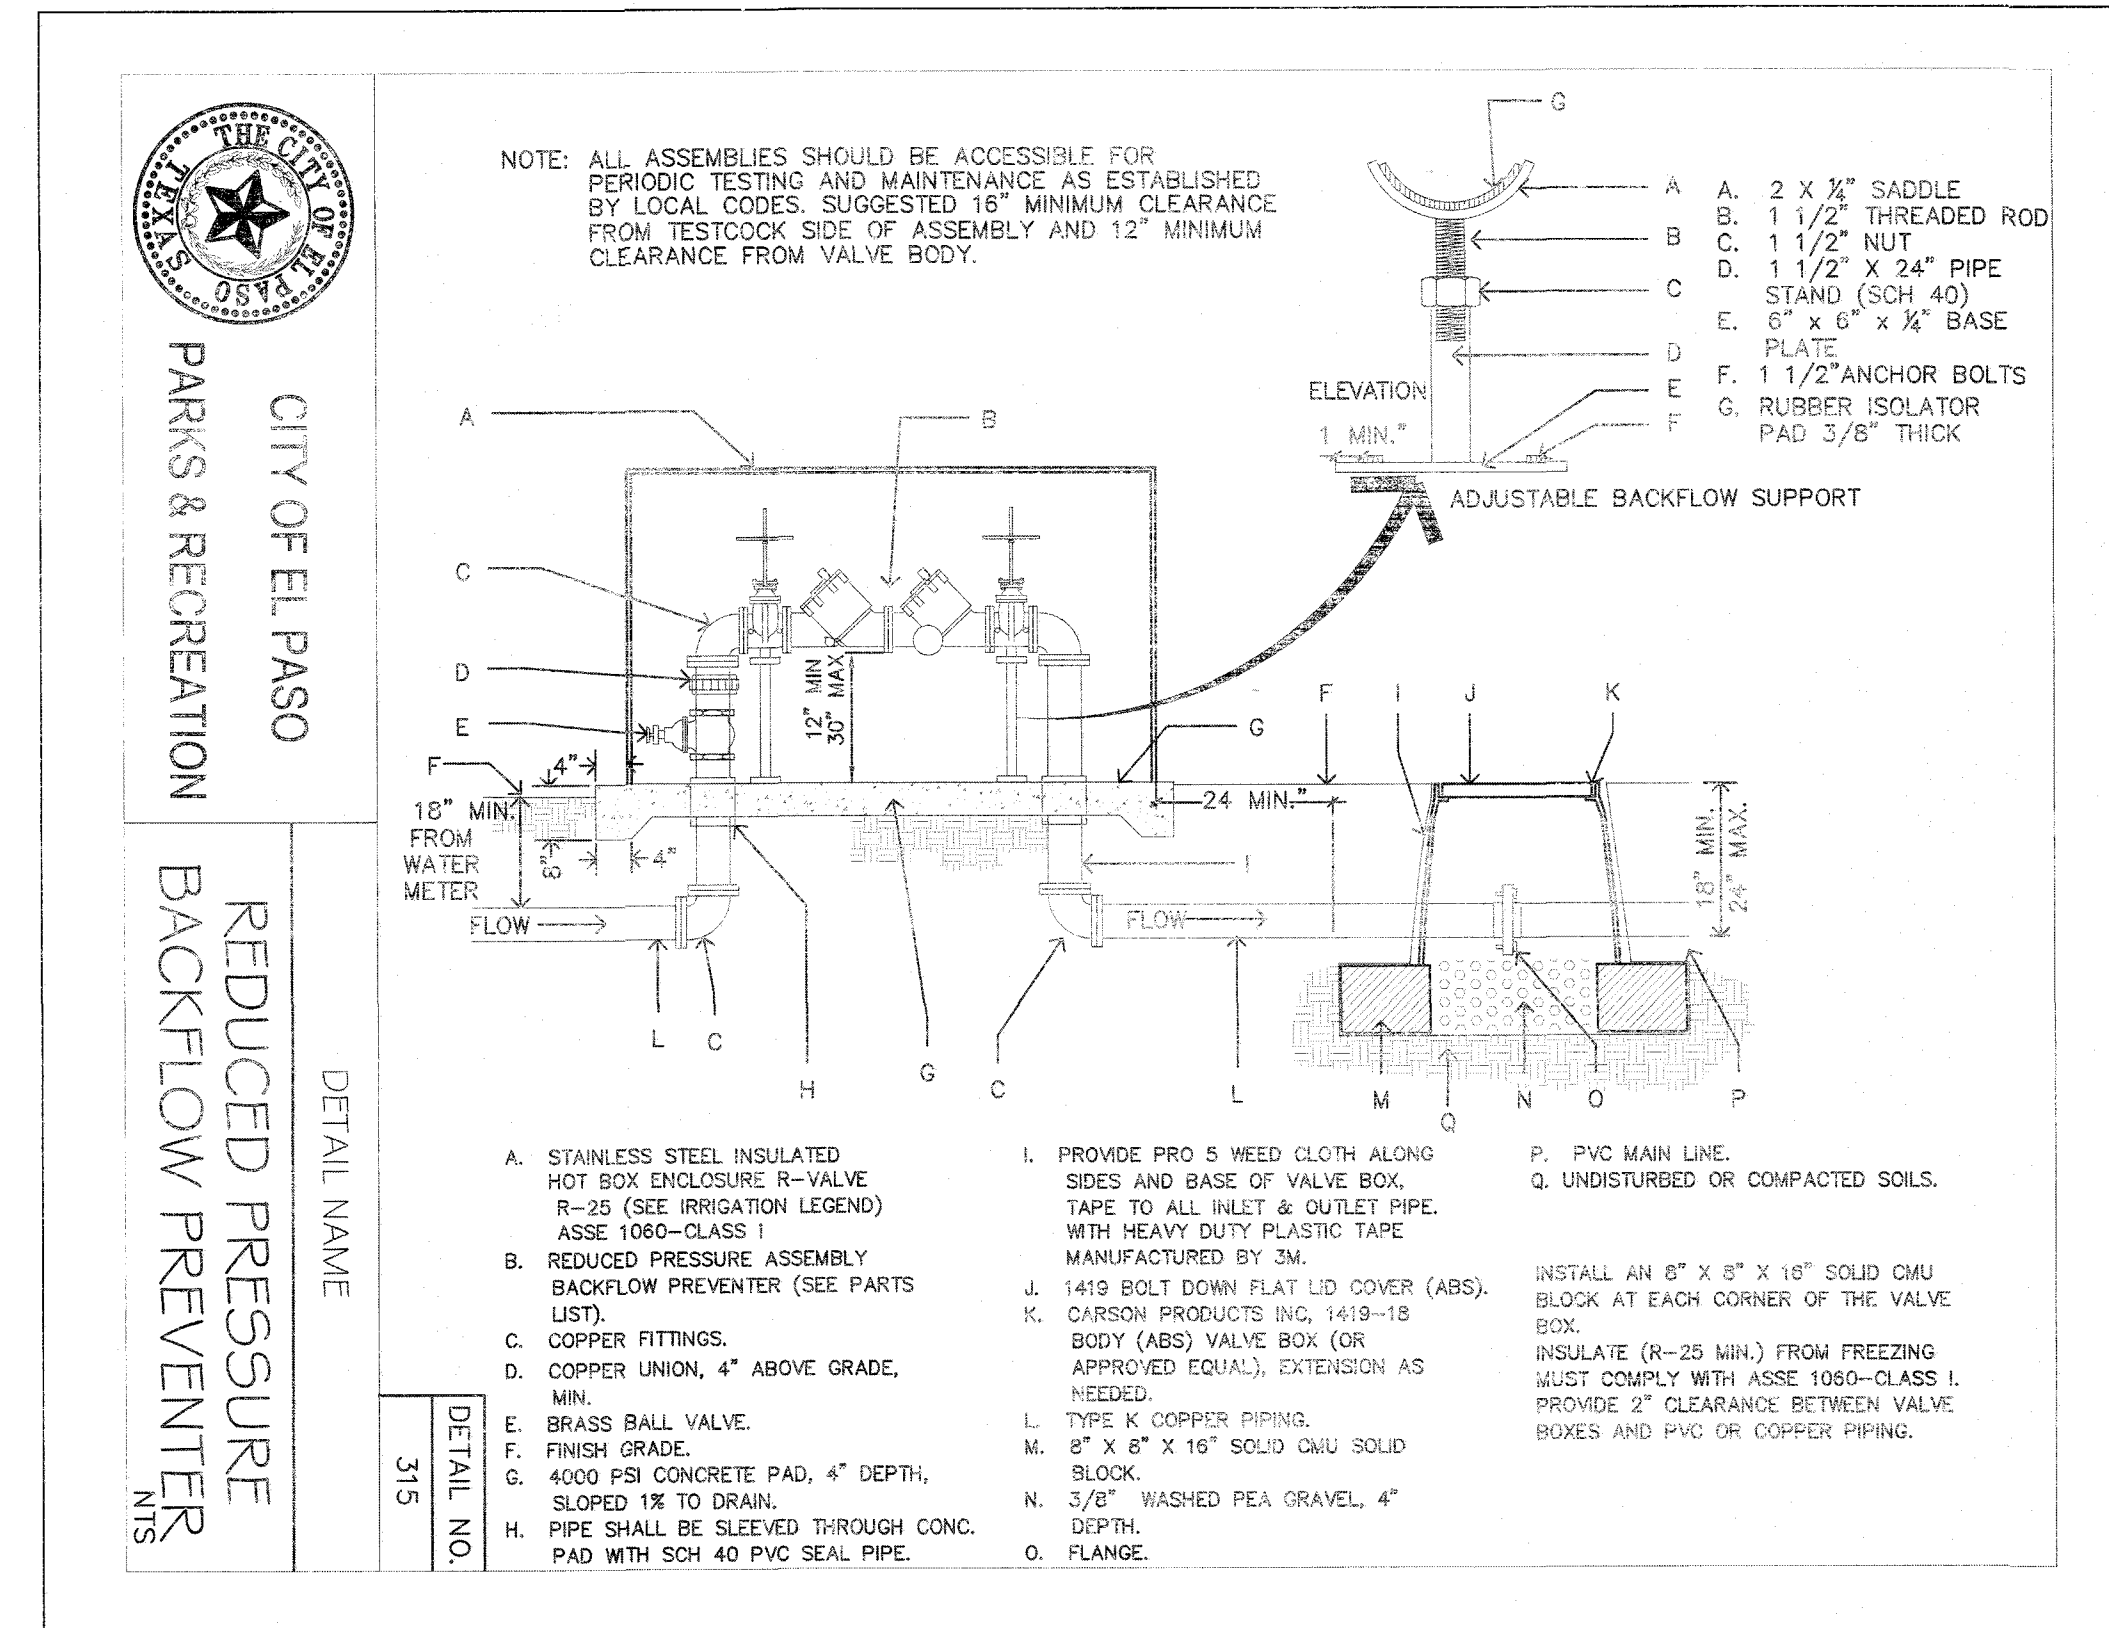 THE CITY OF EL PASO
TEXAS
CITY OF EL PASO
PARKS & RECREATION
DETAIL NAME
REDUCED PRESSURE
BACKFLOW PREVENTER
NTS
DETAIL NO.
315
NOTE: ALL ASSEMBLIES SHOULD BE ACCESSIBLE FOR
PERIODIC TESTING AND MAINTENANCE AS ESTABLISHED
BY LOCAL CODES. SUGGESTED 16" MINIMUM CLEARANCE
FROM TESTCOCK SIDE OF ASSEMBLY AND 12" MINIMUM
CLEARANCE FROM VALVE BODY.
G
A
B
C
D
E
F
ELEVATION
1 MIN."
A. 2 X ¼" SADDLE
B. 1 1/2" THREADED ROD
C. 1 1/2" NUT
D. 1 1/2" X 24" PIPE
STAND (SCH 40)
E. 6" x 6" x ¼" BASE
PLATE
F. 1 1/2"ANCHOR BOLTS
G. RUBBER ISOLATOR
PAD 3/8" THICK
ADJUSTABLE BACKFLOW SUPPORT
A
B
C
D
E
F
4"
12" MIN
30" MAX
G
F
I
J
K
18" MIN.
FROM
WATER
METER
8"
4"
24 MIN."
I
18" MIN.
24" MAX.
FLOW
FLOW
L
C
H
G
C
L
M
Q
N
O
P
A. STAINLESS STEEL INSULATED
HOT BOX ENCLOSURE R-VALVE
R-25 (SEE IRRIGATION LEGEND)
ASSE 1060-CLASS I
B. REDUCED PRESSURE ASSEMBLY
BACKFLOW PREVENTER (SEE PARTS
LIST).
C. COPPER FITTINGS.
D. COPPER UNION, 4" ABOVE GRADE,
MIN.
E. BRASS BALL VALVE.
F. FINISH GRADE.
G. 4000 PSI CONCRETE PAD, 4" DEPTH,
SLOPED 1% TO DRAIN.
H. PIPE SHALL BE SLEEVED THROUGH CONC.
PAD WITH SCH 40 PVC SEAL PIPE.
I. PROVIDE PRO 5 WEED CLOTH ALONG
SIDES AND BASE OF VALVE BOX,
TAPE TO ALL INLET & OUTLET PIPE.
WITH HEAVY DUTY PLASTIC TAPE
MANUFACTURED BY 3M.
J. 1419 BOLT DOWN FLAT LID COVER (ABS).
K. CARSON PRODUCTS INC, 1419-18
BODY (ABS) VALVE BOX (OR
APPROVED EQUAL), EXTENSION AS
NEEDED.
L. TYPE K COPPER PIPING.
M. 8" X 8" X 16" SOLID CMU SOLID
BLOCK.
N. 3/8" WASHED PEA GRAVEL, 4"
DEPTH.
O. FLANGE.
P. PVC MAIN LINE.
Q. UNDISTURBED OR COMPACTED SOILS.
INSTALL AN 8" X 8" X 16" SOLID CMU
BLOCK AT EACH CORNER OF THE VALVE
BOX.
INSULATE (R-25 MIN.) FROM FREEZING
MUST COMPLY WITH ASSE 1060-CLASS I.
PROVIDE 2" CLEARANCE BETWEEN VALVE
BOXES AND PVC OR COPPER PIPING.